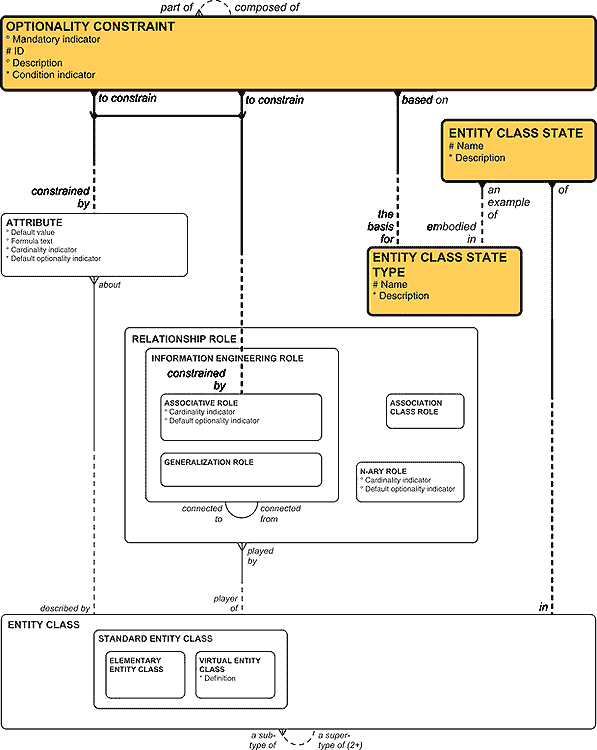 part of
composed of
OPTIONALITY CONSTRAINT
° Mandatory indicator
# ID
° Description
* Condition indicator
to constrain
to constrain
based on
ENTITY CLASS STATE
# Name
* Description
constrained
by
an
example
of
of
the
basis
for
embodied
in
ATTRIBUTE
° Default value
° Formula text
° Cardinality indicator
° Default optionality indicator
about
ENTITY CLASS STATE
TYPE
# Name
* Description
RELATIONSHIP ROLE
INFORMATION ENGINEERING ROLE
constrained
by
ASSOCIATIVE ROLE
° Cardinality indicator
° Default optionality indicator
ASSOCIATION
CLASS ROLE
GENERALIZATION ROLE
N-ARY ROLE
° Cardinality indicator
° Default optionality indicator
connected
to
connected
from
played
by
described by
player
of
in
ENTITY CLASS
STANDARD ENTITY CLASS
ELEMENTARY
ENTITY CLASS
VIRTUAL ENTITY
CLASS
* Definition
a sub-
type of
a super-
type of (2+)